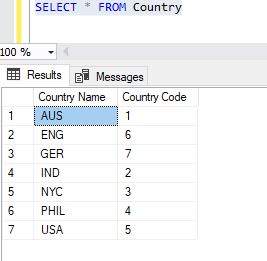 SELECT * FROM Country
100 %
Results Messages
Country Name Country Code
1 AUS 1
2 ENG 6
3 GER 7
4 IND 2
5 NYC 3
6 PHIL 4
7 USA 5